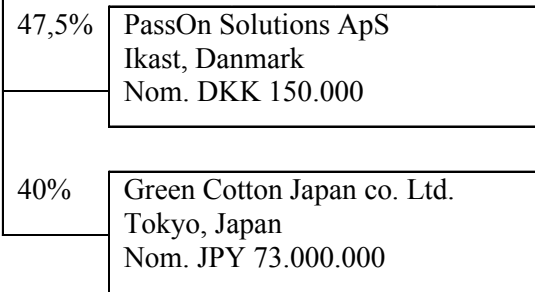 47,5%
PassOn Solutions ApS
Ikast, Danmark
Nom. DKK 150.000
40%
Green Cotton Japan co. Ltd.
Tokyo, Japan
Nom. JPY 73.000.000